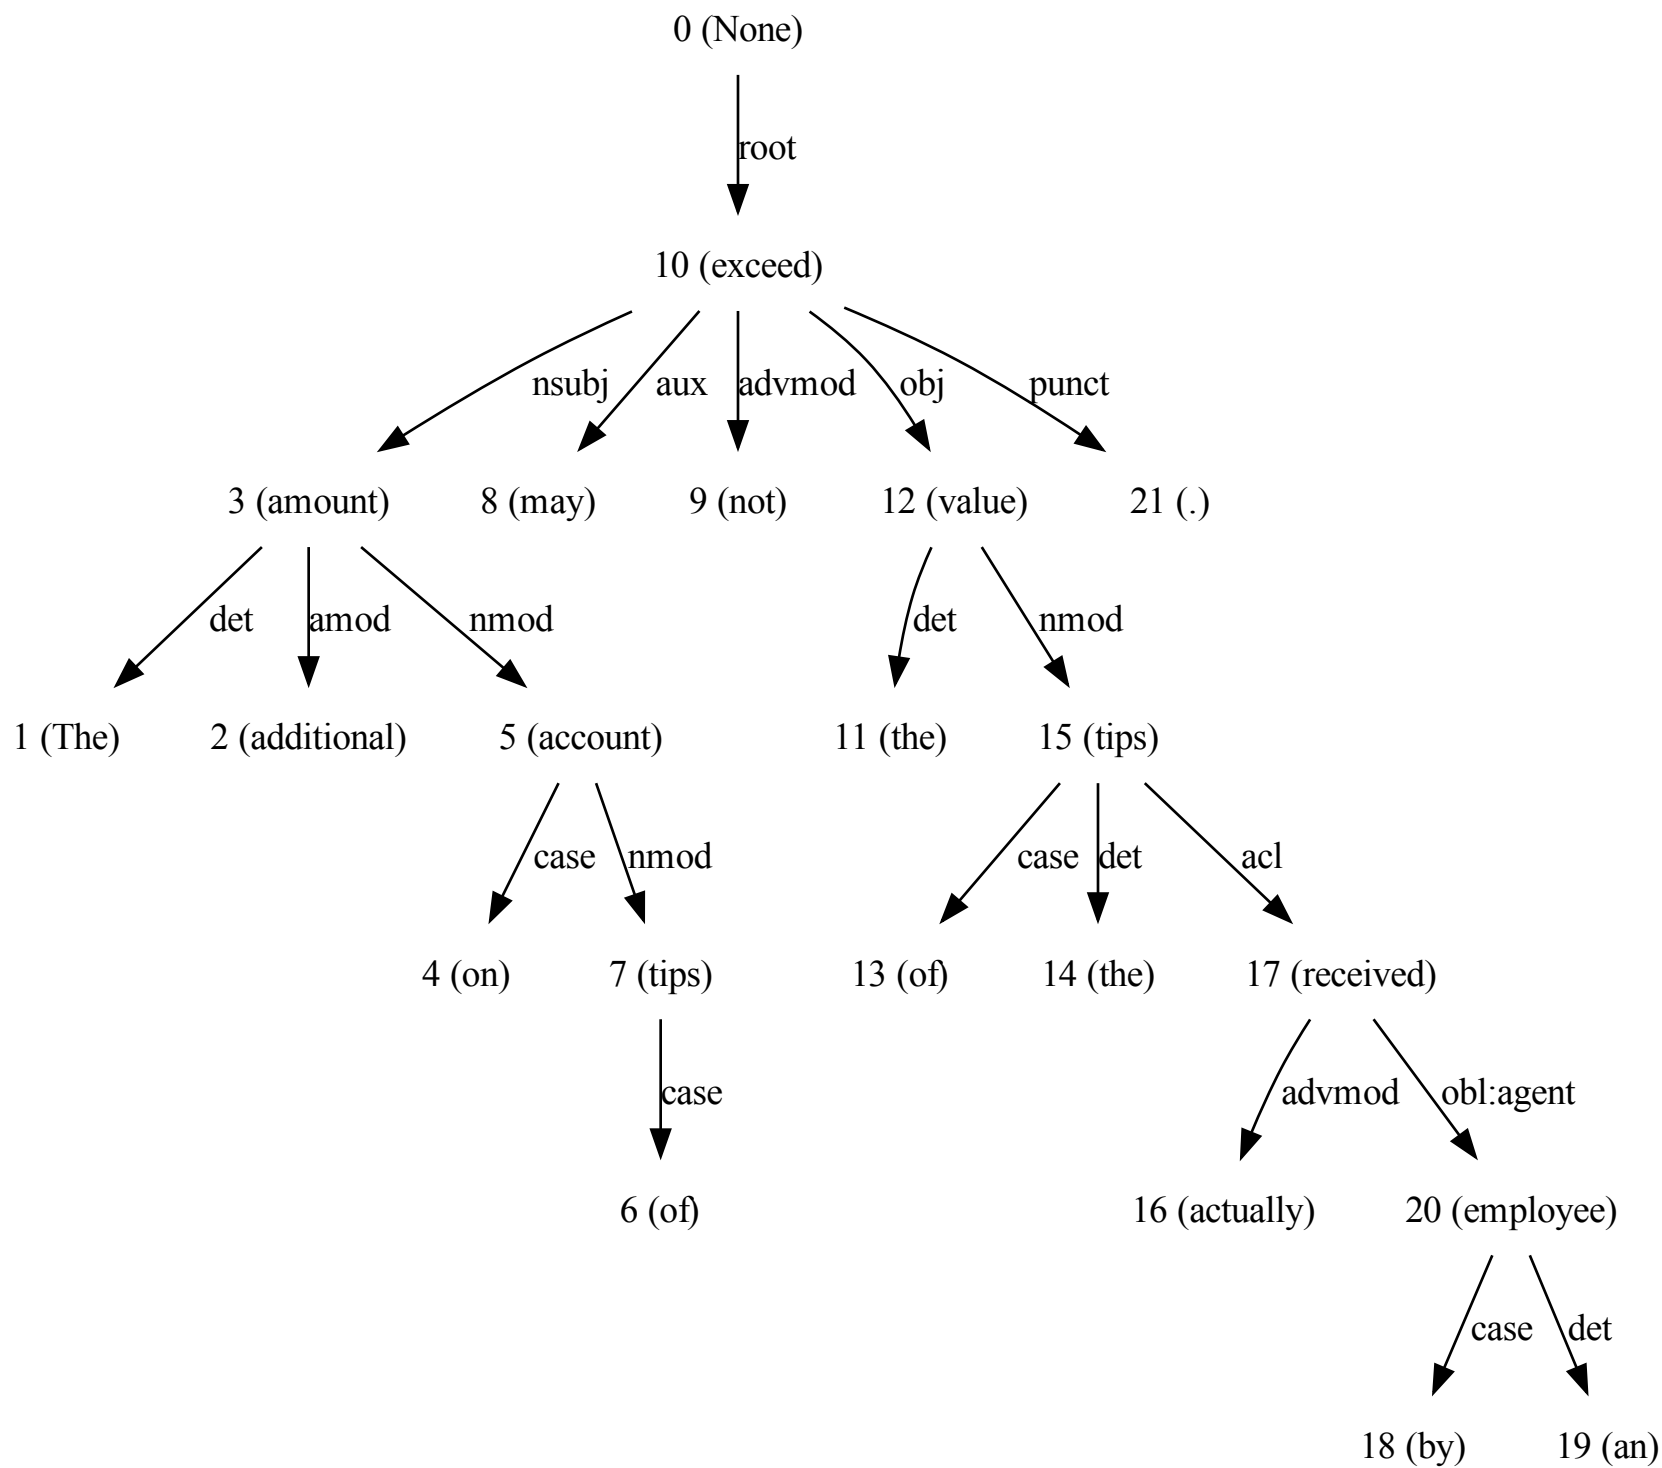 0 (None)
root
10 (exceed)
nsubj aux advmod obj punct
3 (amount) 8 (may) 9 (not) 12 (value) 21 (.)
det amod nmod det nmod
1 (The) 2 (additional) 5 (account) 11 (the) 15 (tips)
case nmod case det acl
4 (on) 7 (tips) 13 (of) 14 (the) 17 (received)
case advmod obl:agent
6 (of) 16 (actually) 20 (employee)
case det
18 (by) 19 (an)